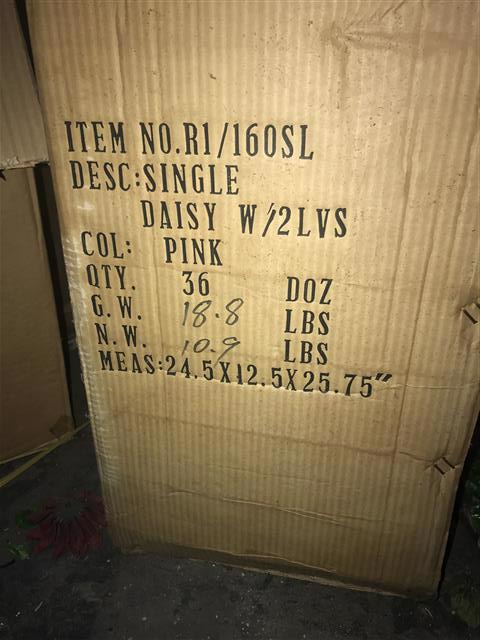 ITEM NO.R1/160SL
DESC:SINGLE
DAISY W/2LVS
COL: PINK
QTY. 36 DOZ
G.W. 18.8 LBS
N.W. 10.9 LBS
MEAS:24.5X12.5X25.75"